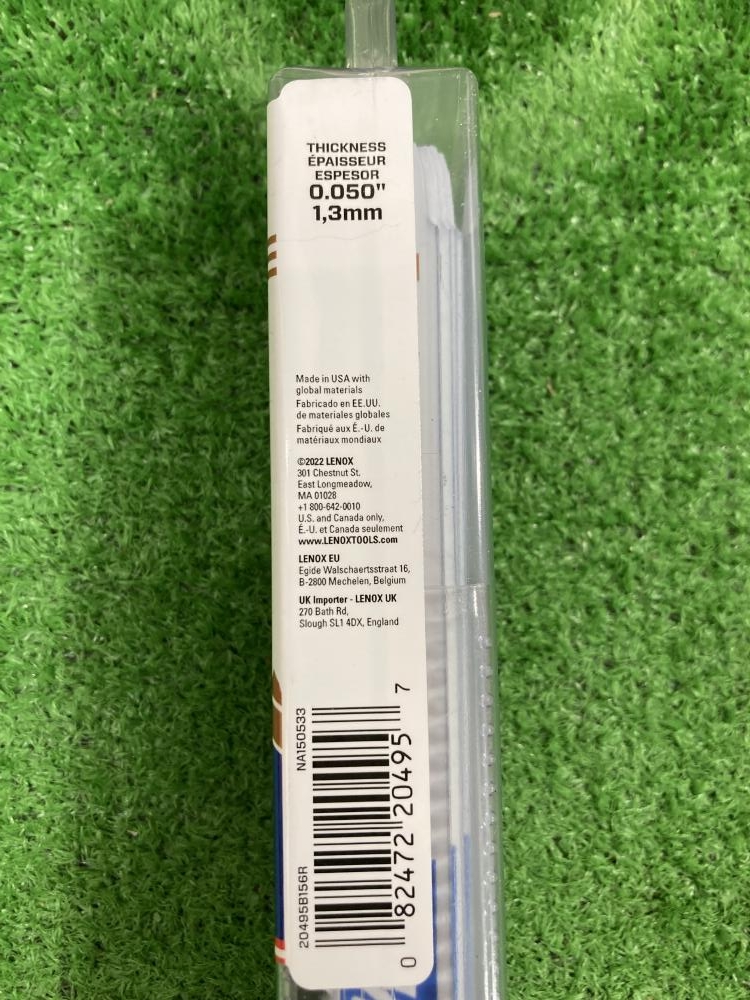 THICKNESS
ÉPAISSEUR
ESPESOR
0.050"
1,3mm
Made in USA with
global materials
Fabricado en EE.UU.
de materiales globales
Fabriqué aux É.-U. de
matériaux mondiaux
©2022 LENOX
301 Chestnut St.
East Longmeadow,
MA 01028
+1 800-642-0010
U.S. and Canada only,
É.-U. et Canada seulement
www.LENOXTOOLS.com
LENOX EU
Egide Walschaertsstraat 16,
B-2800 Mechelen, Belgium
UK Importer - LENOX UK
270 Bath Rd,
Slough SL1 4DX, England
20495B156R NA150533
0 82472 20495 7